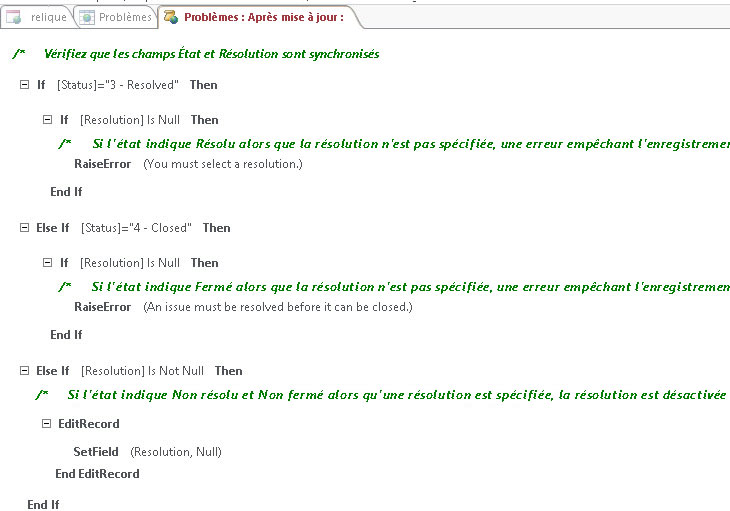 relique Problèmes Problèmes : Après mise à jour :
/* Vérifiez que les champs État et Résolution sont synchronisés
If [Status]="3 - Resolved" Then
If [Resolution] Is Null Then
/* Si l'état indique Résolu alors que la résolution n'est pas spécifiée, une erreur empêchant l'enregistremen
RaiseError (You must select a resolution.)
End If
Else If [Status]="4 - Closed" Then
If [Resolution] Is Null Then
/* Si l'état indique Fermé alors que la résolution n'est pas spécifiée, une erreur empêchant l'enregistremen
RaiseError (An issue must be resolved before it can be closed.)
End If
Else If [Resolution] Is Not Null Then
/* Si l'état indique Non résolu et Non fermé alors qu'une résolution est spécifiée, la résolution est désactivée
EditRecord
SetField (Resolution, Null)
End EditRecord
End If